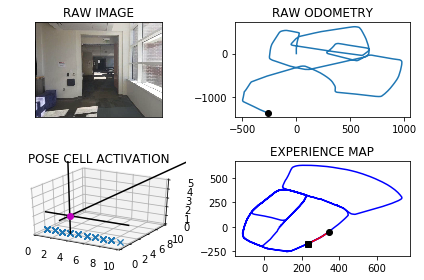 RAW IMAGE
RAW ODOMETRY
0
−1000
−500 0 500 1000
POSE CELL ACTIVATION
5
4
3
2
1
0
0 2 4 6 8 10
0 2 4 6 8 10
EXPERIENCE MAP
500
250
0
−250
0 200 400 600